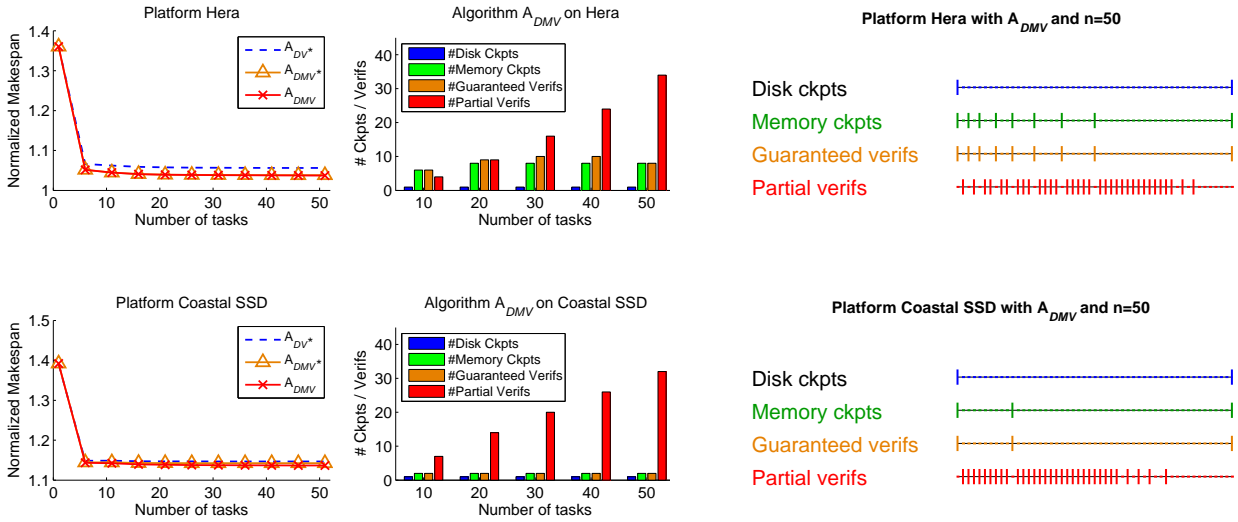 Platform Hera
Normalized Makespan
1.4
1.3
1.2
1.1
1
0 10 20 30 40 50
Number of tasks
A_DV*
A_DMV*
A_DMV
Algorithm A_DMV on Hera
# Ckpts / Verifs
40
30
20
10
0
10 20 30 40 50
Number of tasks
#Disk Ckpts
#Memory Ckpts
#Guaranteed Verifs
#Partial Verifs
Platform Hera with A_DMV and n=50
Disk ckpts
Memory ckpts
Guaranteed verifs
Partial verifs
Platform Coastal SSD
Normalized Makespan
1.5
1.4
1.3
1.2
1.1
0 10 20 30 40 50
Number of tasks
A_DV*
A_DMV*
A_DMV
Algorithm A_DMV on Coastal SSD
# Ckpts / Verifs
40
30
20
10
0
10 20 30 40 50
Number of tasks
#Disk Ckpts
#Memory Ckpts
#Guaranteed Verifs
#Partial Verifs
Platform Coastal SSD with A_DMV and n=50
Disk ckpts
Memory ckpts
Guaranteed verifs
Partial verifs